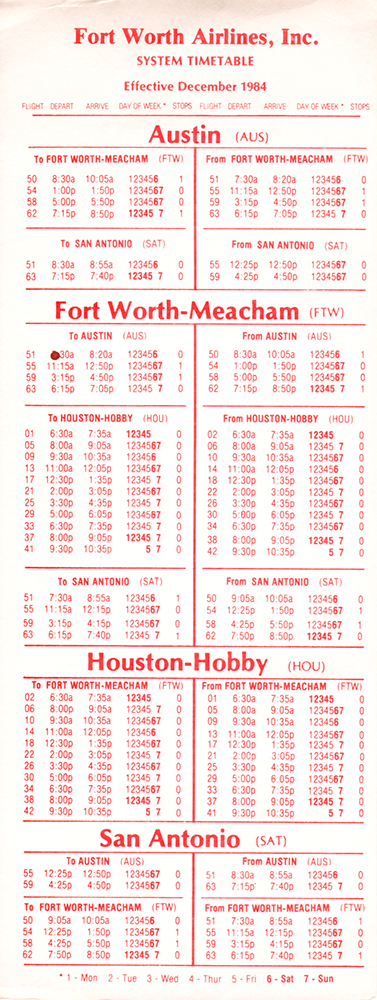 Fort Worth Airlines, Inc.
SYSTEM TIMETABLE
Effective December 1984
FLIGHT DEPART ARRIVE DAY OF WEEK * STOPS FLIGHT DEPART ARRIVE DAY OF WEEK * STOPS
Austin (AUS)
To FORT WORTH-MEACHAM (FTW)
50 8:30a 10:05a 123456 1
54 1:00p 1:50p 1234567 0
58 5:00p 5:50p 1234567 0
62 7:15p 8:50p 12345 7 1
From FORT WORTH-MEACHAM (FTW)
51 7:30a 8:20a 123456 0
55 11:15a 12:50p 1234567 1
59 3:15p 4:50p 1234567 1
63 6:15p 7:05p 12345 7 0
To SAN ANTONIO (SAT)
51 8:30a 8:55a 123456 0
63 7:15p 7:40p 12345 7 0
From SAN ANTONIO (SAT)
55 12:25p 12:50p 1234567 0
59 4:25p 4:50p 1234567 0
Fort Worth-Meacham (FTW)
To AUSTIN (AUS)
51 30a 8:20a 123456 0
55 11:15a 12:50p 1234567 1
59 3:15p 4:50p 1234567 1
63 6:15p 7:05p 12345 7 0
From AUSTIN (AUS)
50 8:30a 10:05a 123456 1
54 1:00p 1:50p 1234567 0
58 5:00p 5:50p 1234567 0
62 7:15p 8:50p 12345 7 1
To HOUSTON-HOBBY (HOU)
01 6:30a 7:35a 12345 0
05 8:00a 9:05a 1234567 0
09 9:30a 10:35a 123456 0
13 11:00a 12:05p 1234567 0
17 12:30p 1:35p 12345 7 0
21 2:00p 3:05p 1234567 0
25 3:30p 4:35p 12345 7 0
29 5:00p 6:05p 1234567 0
33 6:30p 7:35p 12345 7 0
37 8:00p 9:05p 12345 7 0
41 9:30p 10:35p 5 7 0
From HOUSTON-HOBBY (HOU)
02 6:30a 7:35a 12345 0
06 8:00a 9:05a 12345 7 0
10 9:30a 10:35a 1234567 0
14 11:00a 12:05p 123456 0
18 12:30p 1:35p 1234567 0
22 2:00p 3:05p 12345 7 0
26 3:30p 4:35p 1234567 0
30 5:00p 6:05p 12345 7 0
34 6:30p 7:35p 1234567 0
38 8:00p 9:05p 12345 7 0
42 9:30p 10:35p 5 7 0
To SAN ANTONIO (SAT)
51 7:30a 8:55a 123456 1
55 11:15a 12:15p 1234567 0
59 3:15p 4:15p 1234567 0
63 6:15p 7:40p 12345 7 1
From SAN ANTONIO (SAT)
50 9:05a 10:05a 123456 0
54 12:25p 1:50p 1234567 1
58 4:25p 5:50p 1234567 1
62 7:50p 8:50p 12345 7 0
Houston-Hobby (HOU)
To FORT WORTH-MEACHAM (FTW)
02 6:30a 7:35a 12345 0
06 8:00a 9:05a 12345 7 0
10 9:30a 10:35a 1234567 0
14 11:00a 12:05p 123456 0
18 12:30p 1:35p 1234567 0
22 2:00p 3:05p 12345 7 0
26 3:30p 4:35p 1234567 0
30 5:00p 6:05p 12345 7 0
34 6:30p 7:35p 1234567 0
38 8:00p 9:05p 12345 7 0
42 9:30p 10:35p 5 7 0
From FORT WORTH-MEACHAM (FTW)
01 6:30a 7:35a 12345 0
05 8:00a 9:05a 1234567 0
09 9:30a 10:35a 123456 0
13 11:00a 12:05p 1234567 0
17 12:30p 1:35p 12345 7 0
21 2:00p 3:05p 1234567 0
25 3:30p 4:35p 12345 7 0
29 5:00p 6:05p 1234567 0
33 6:30p 7:35p 12345 7 0
37 8:00p 9:05p 12345 7 0
41 9:30p 10:35p 5 7 0
San Antonio (SAT)
To AUSTIN (AUS)
55 12:25p 12:50p 1234567 0
59 4:25p 4:50p 1234567 0
From AUSTIN (AUS)
51 8:30a 8:55a 123456 0
63 7:15p 7:40p 12345 7 0
To FORT WORTH-MEACHAM (FTW)
50 9:05a 10:05a 123456 0
54 12:25p 1:50p 1234567 1
58 4:25p 5:50p 1234567 1
62 7:50p 8:50p 12345 7 0
From FORT WORTH-MEACHAM (FTW)
51 7:30a 8:55a 123456 1
55 11:15a 12:15p 1234567 0
59 3:15p 4:15p 1234567 0
63 6:15p 7:40p 12345 7 1
* 1 - Mon 2 - Tue 3 - Wed 4 - Thur 5 - Fri 6 - Sat 7 - Sun